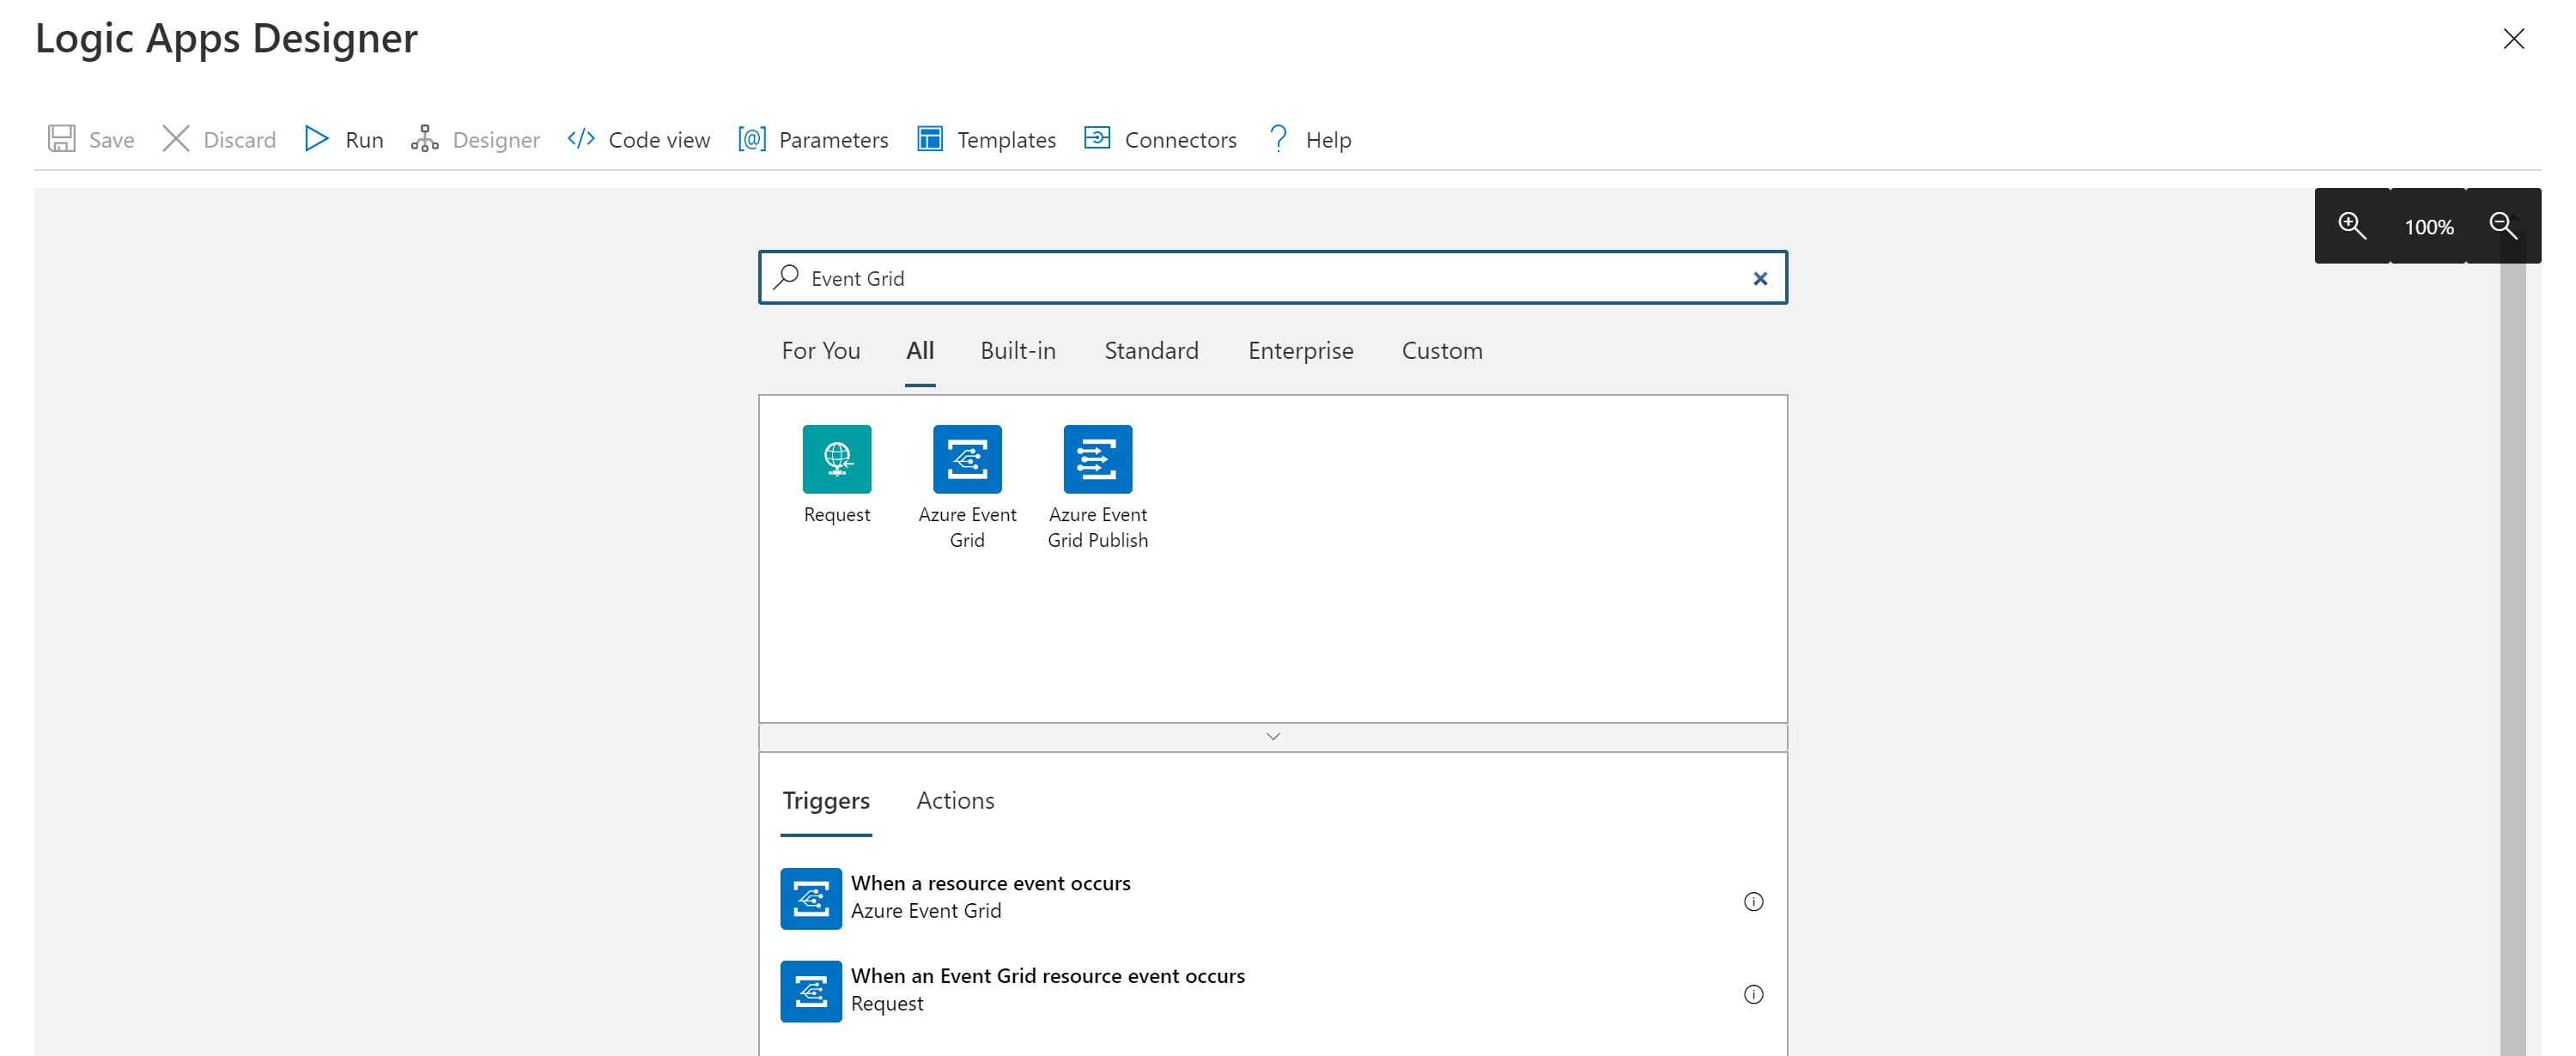 Logic Apps Designer
Save Discard Run Designer Code view Parameters Templates Connectors Help
100%
Event Grid
For You All Built-in Standard Enterprise Custom
Request
Azure Event
Grid
Azure Event
Grid Publish
Triggers Actions
When a resource event occurs
Azure Event Grid
When an Event Grid resource event occurs
Request